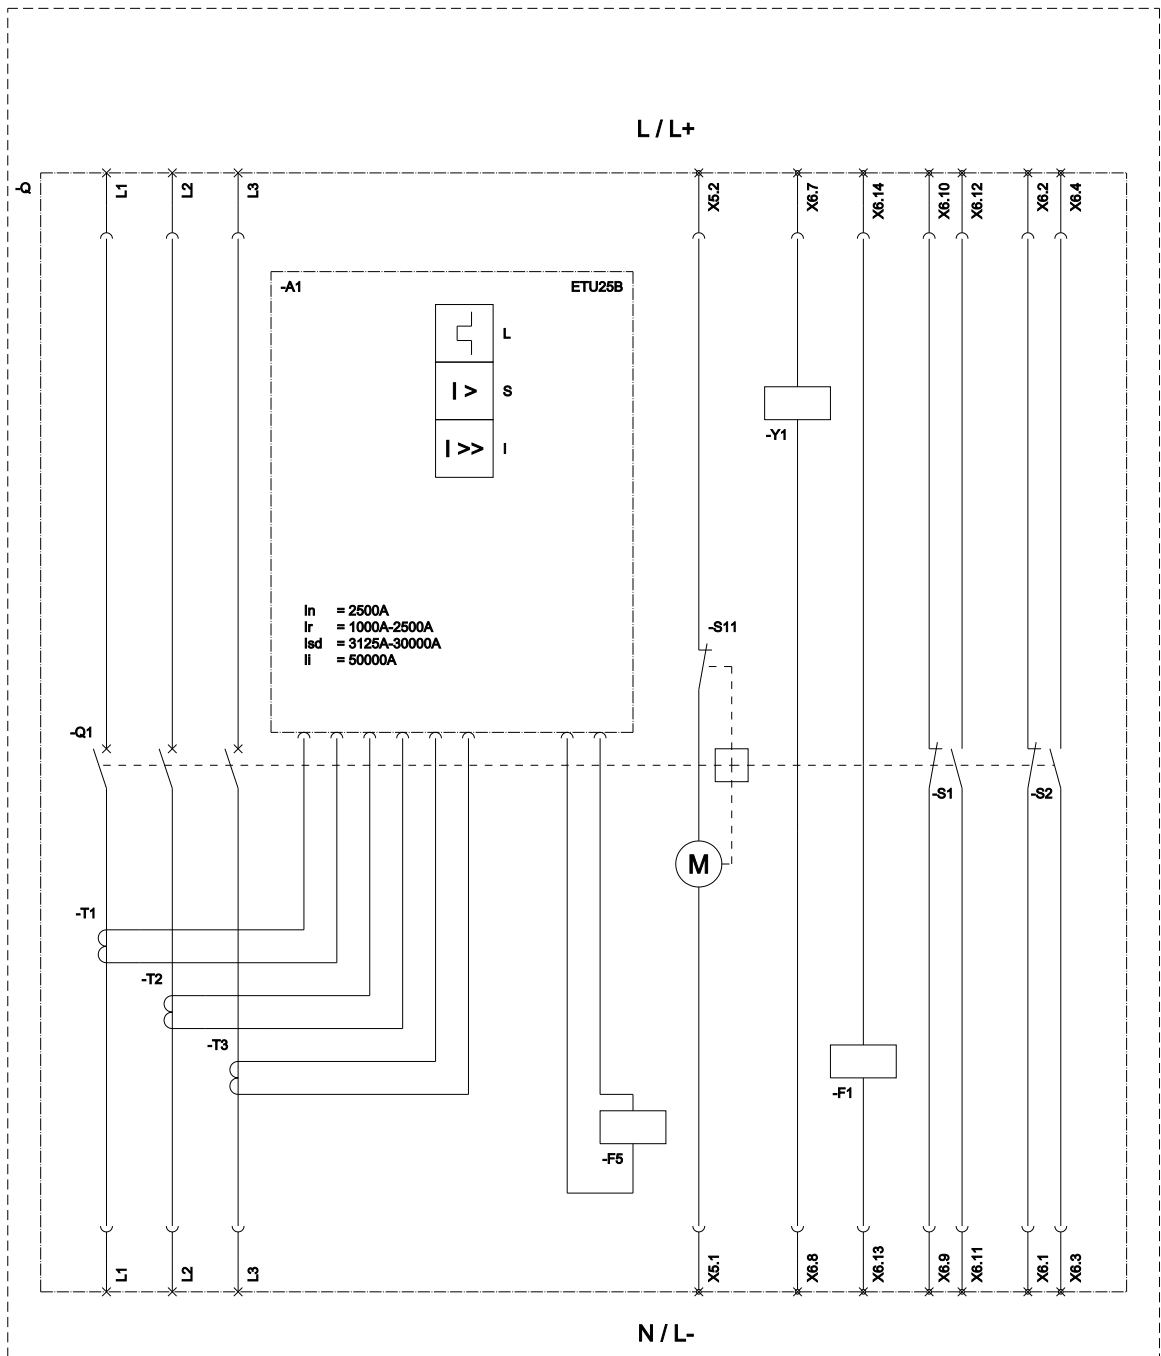 L / L+
-Q
L1
L2
L3
X5.2
X6.7
X6.14
X6.10
X6.12
X6.2
X6.4
-A1
ETU25B
L
I >
S
I >>
I
-Y1
In = 2500A
Ir = 1000A-2500A
Isd = 3125A-30000A
Ii = 50000A
-S11
-Q1
-S1
-S2
M
-T1
-T2
-T3
-F1
-F5
L1
L2
L3
X5.1
X6.8
X6.13
X6.9
X6.11
X6.1
X6.3
N / L-